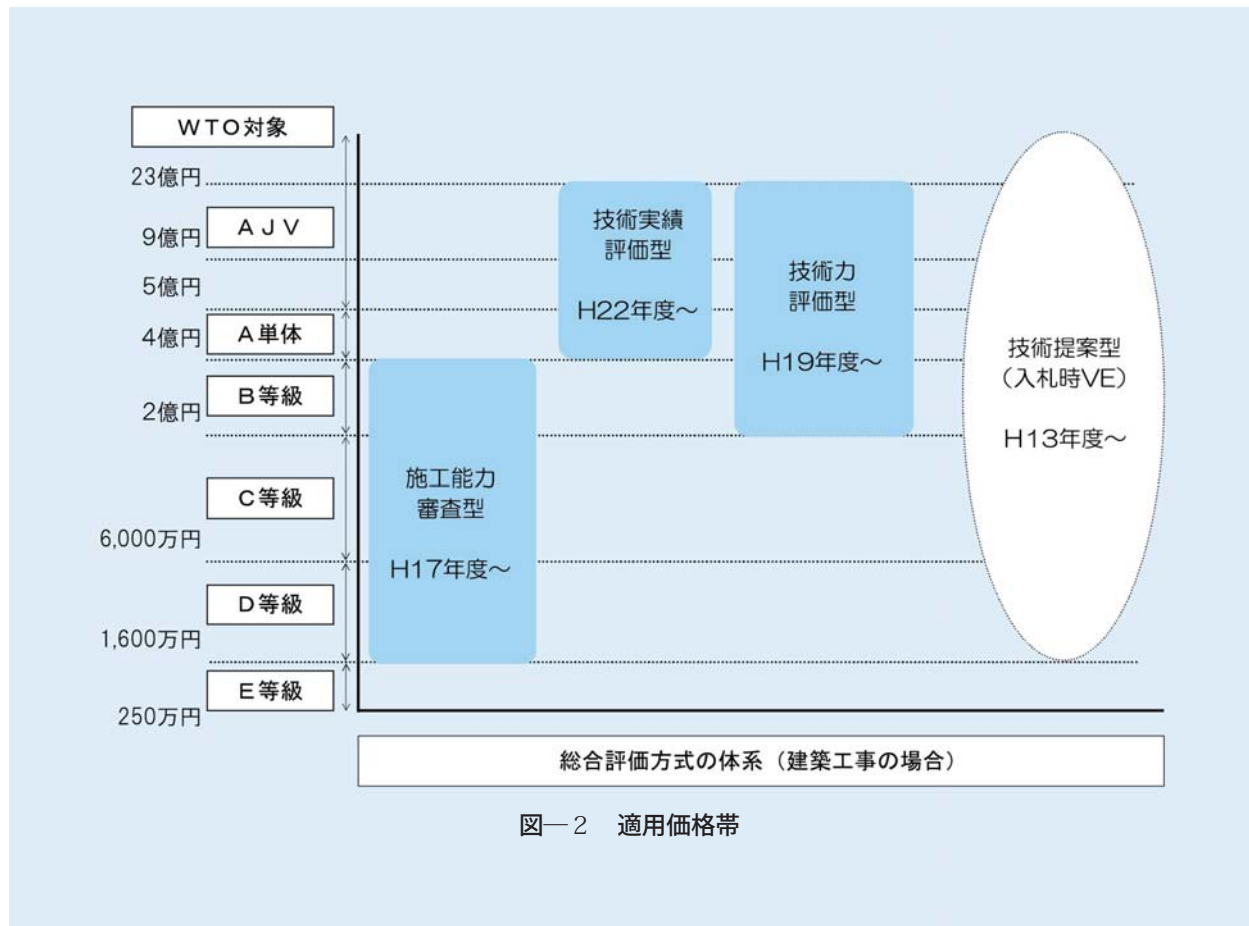 WTO対象
23億円
AJV
9億円
5億円
A単体
4億円
B等級
2億円
C等級
6,000万円
D等級
1,600万円
E等級
250万円
施工能力
審査型
H17年度～
技術実績
評価型
H22年度～
技術力
評価型
H19年度～
技術提案型
（入札時VE）
H13年度～
総合評価方式の体系（建築工事の場合）
図―2　適用価格帯